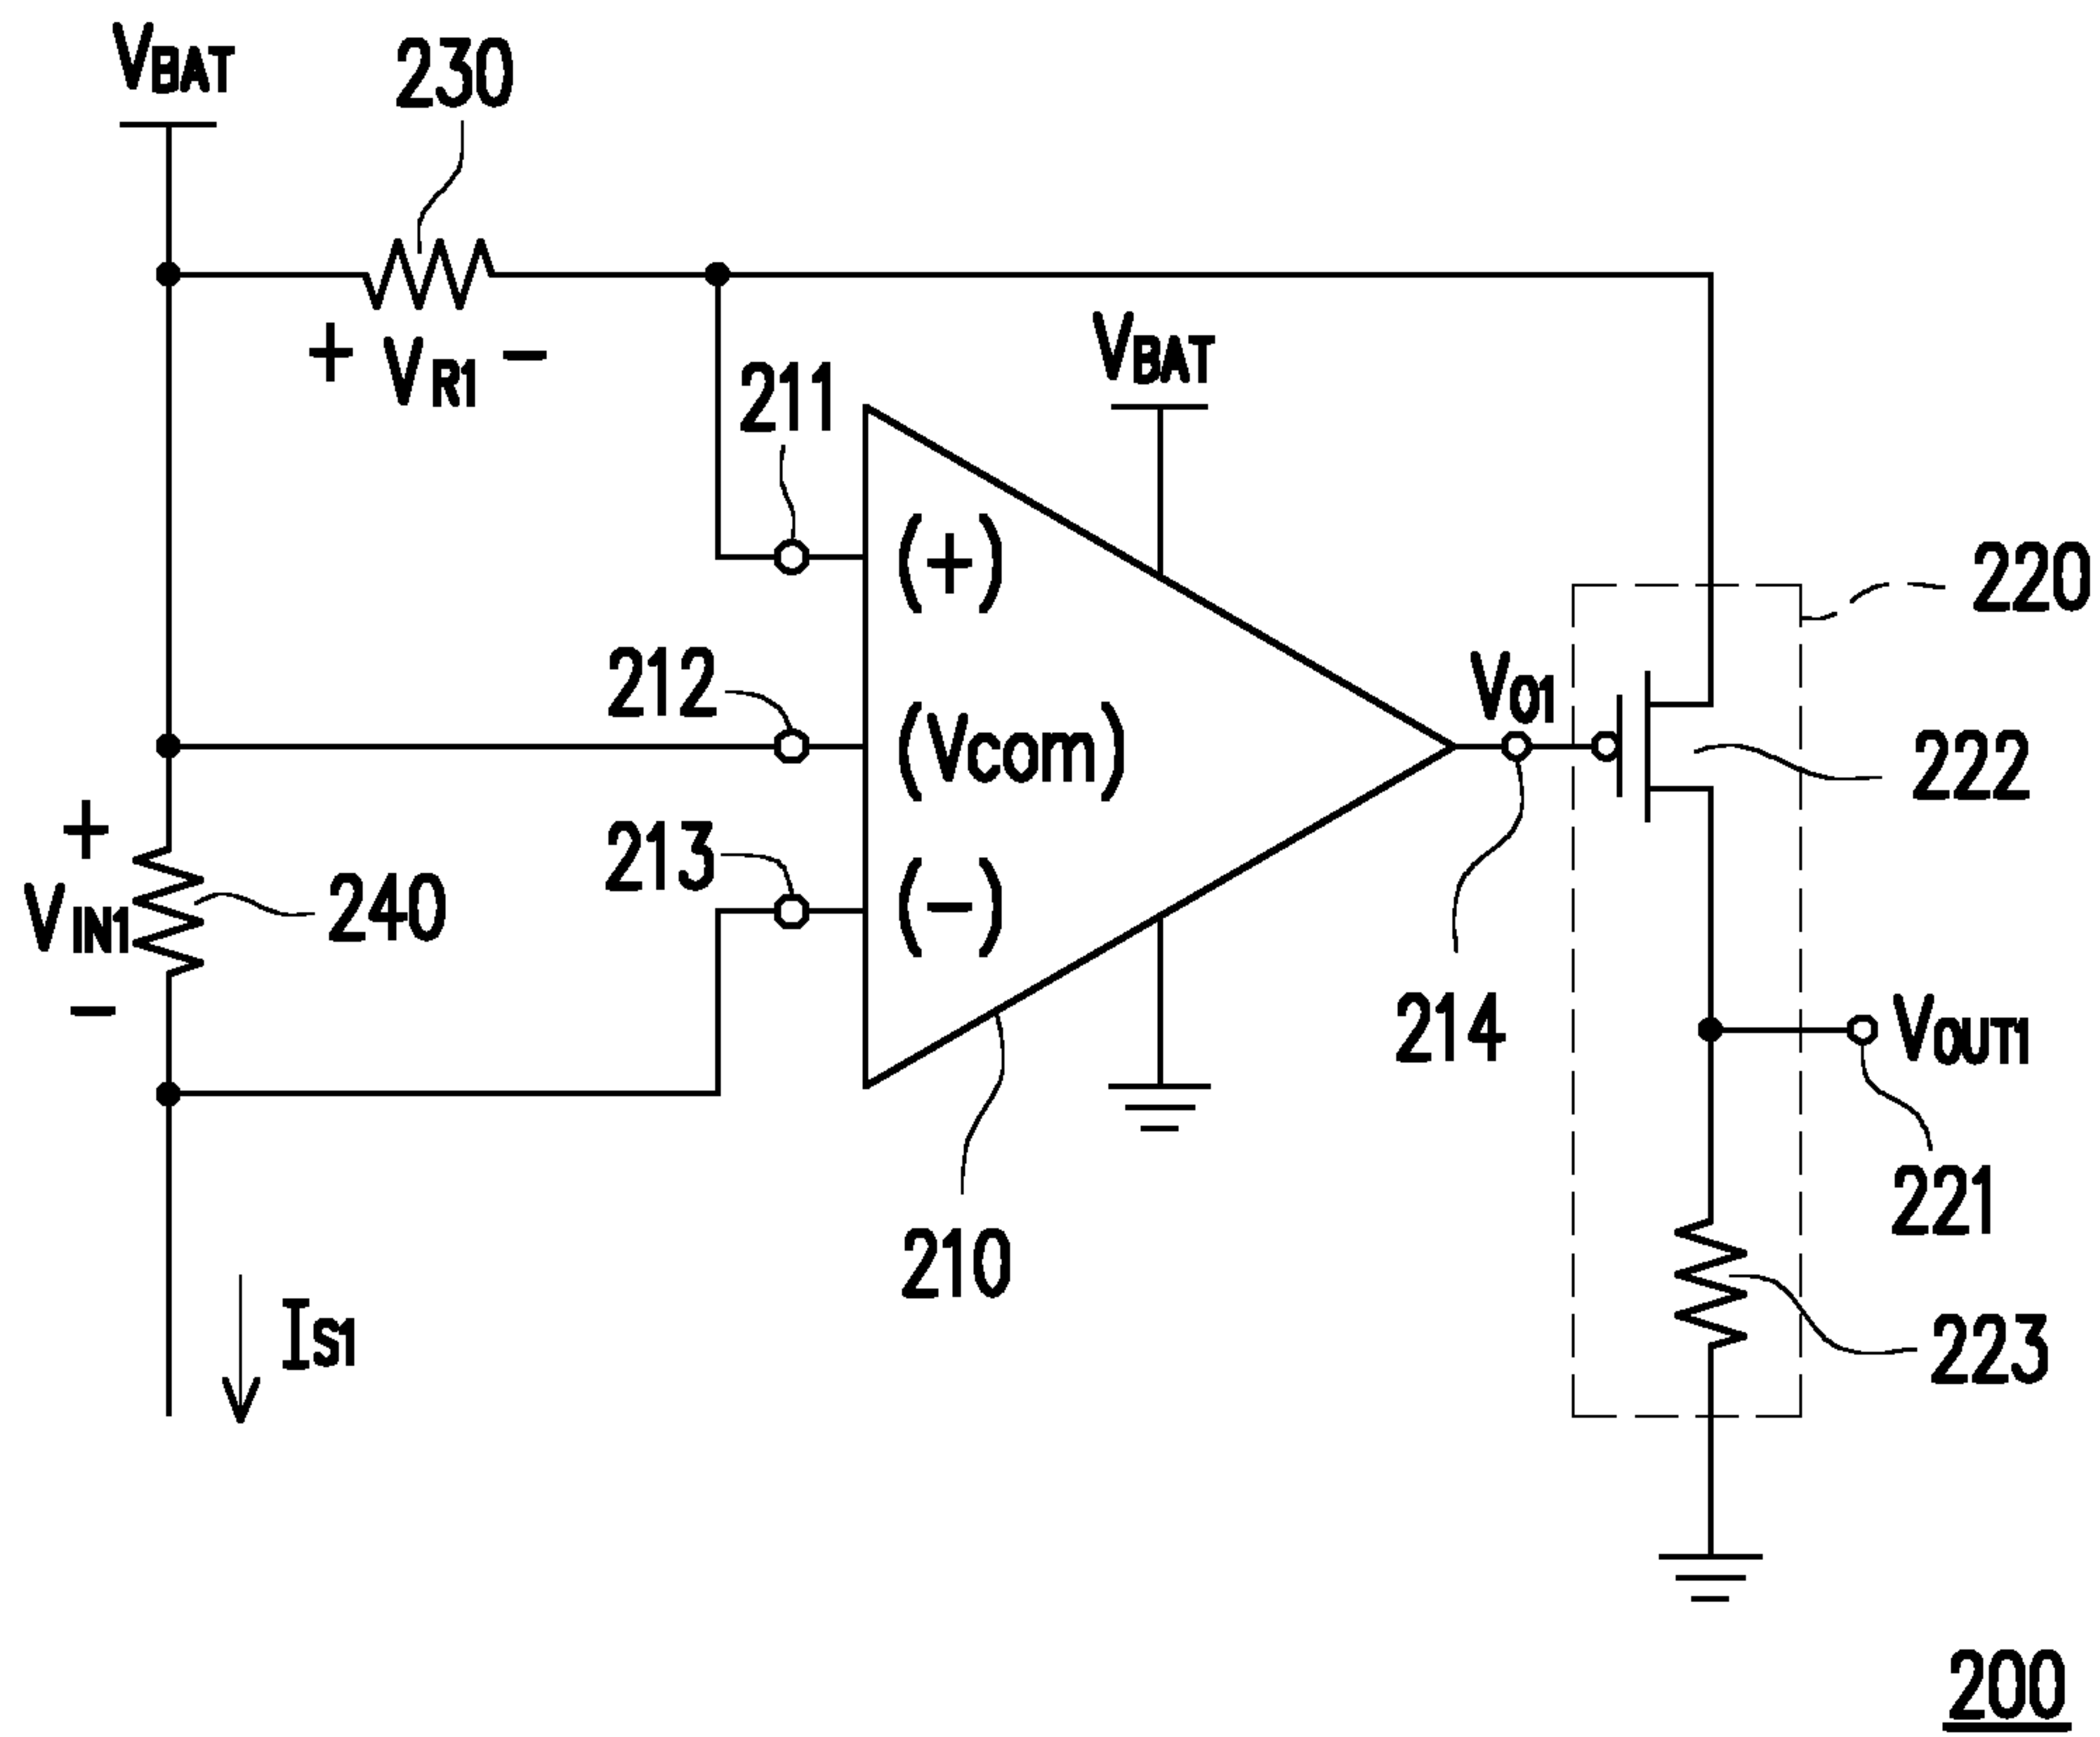 VBAT
230
+ VR1 -
211
VBAT
(+)
220
212
(Vcom)
VO1
222
+
VIN1
-
240
213
(-)
214
VOUT1
221
210
IS1
223
200